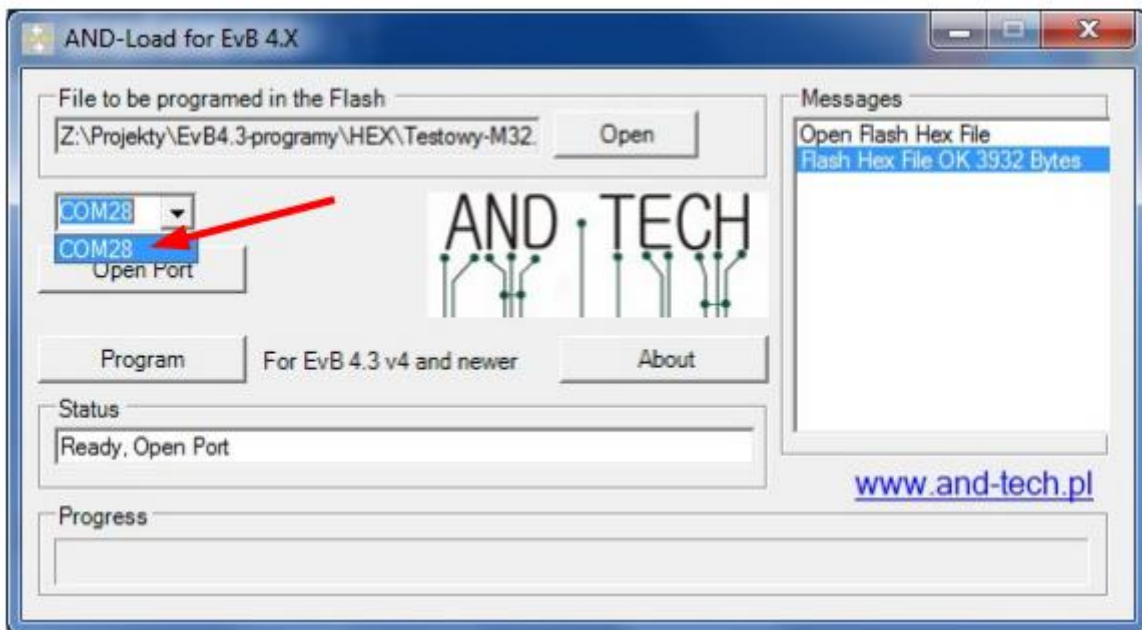 AND-Load for EvB 4.X
File to be programed in the Flash
Z:\Projekty\EvB4.3-programy\HEX\Testowy-M32.
Open
Messages
Open Flash Hex File
Flash Hex File OK 3932 Bytes
COM28
COM28
Open Port
AND TECH
Program
For EvB 4.3 v4 and newer
About
Status
Ready, Open Port
www.and-tech.pl
Progress